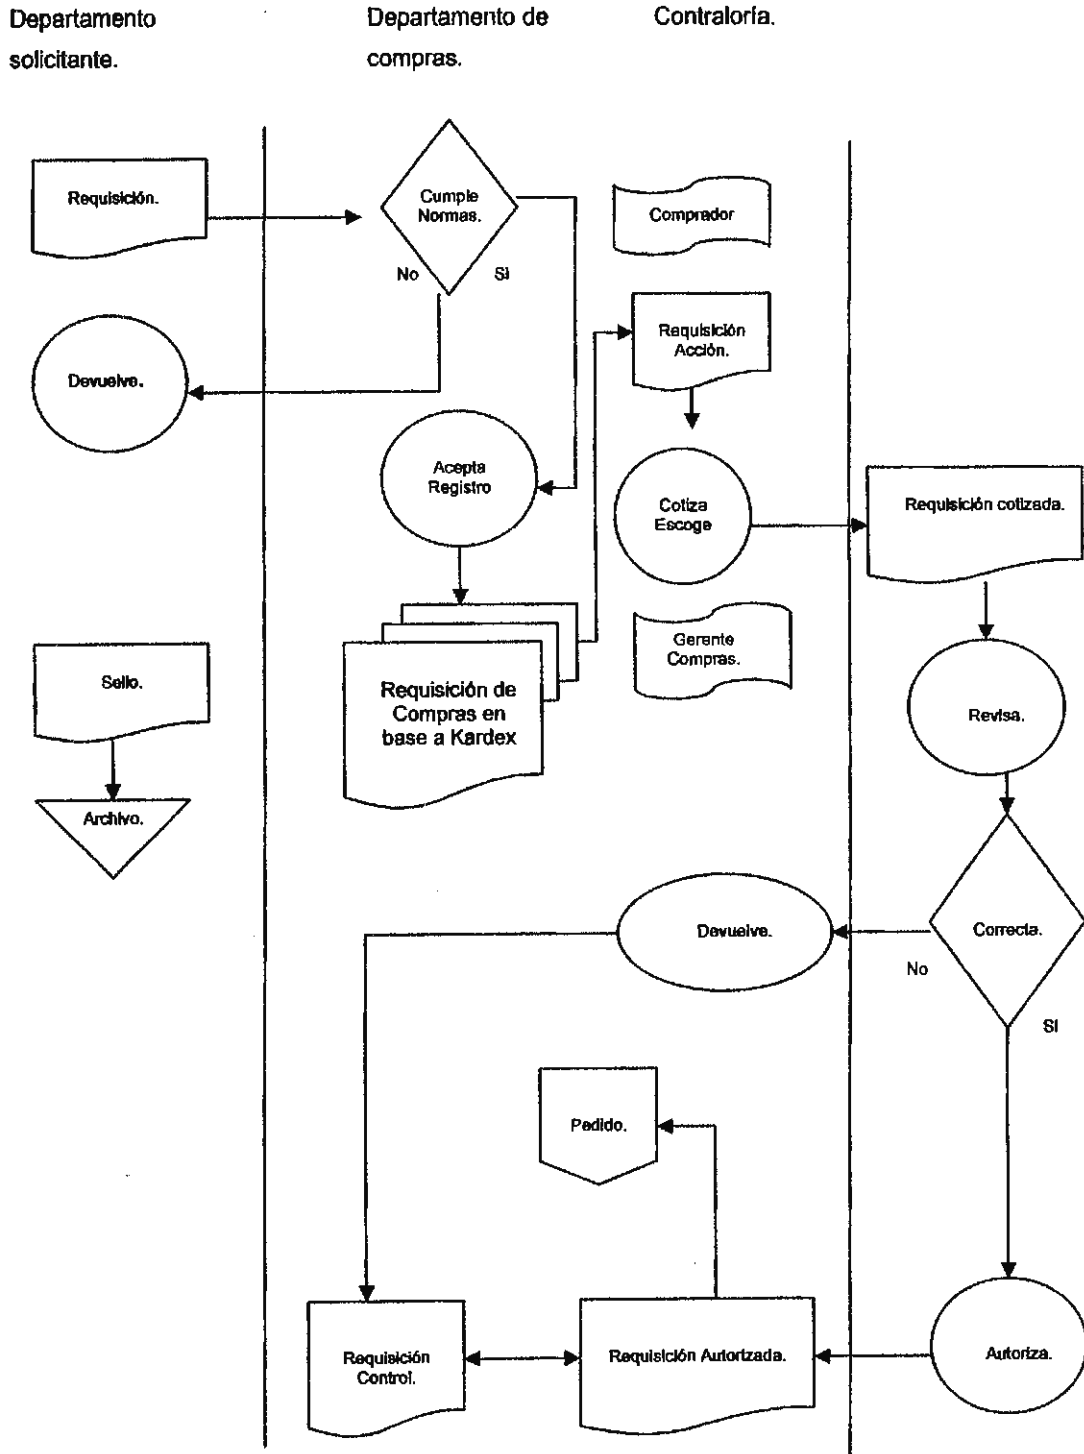 Departamento
solicitante.
Departamento de
compras.
Contraloría.
Requisición.
Cumple
Normas.
No
Sì
Comprador
Devuelve.
Requisición
Acción.
Acepta
Registro
Cotiza
Escoge
Requisición cotizada.
Sello.
Archivo.
Requisición de
Compras en
base a Kardex
Gerente
Compras.
Revisa.
Devuelve.
Correcta.
No
SI
Pedido.
Requisición
Control.
Requisición Autorizada.
Autoriza.